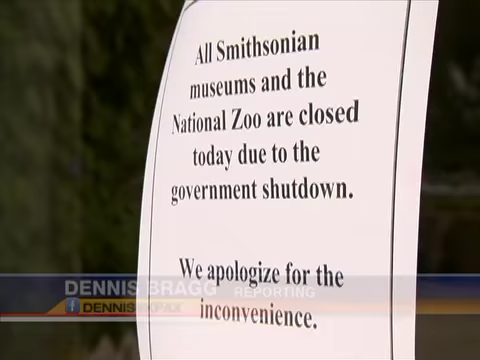 All Smithsonian
museums and the
National Zoo are closed
today due to the
government shutdown.
We apologize for the
inconvenience.
DENNIS BRAGG
REPORTING